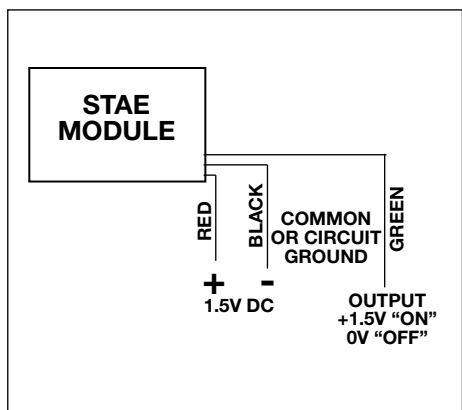 STAE
MODULE
RED
BLACK
COMMON
OR CIRCUIT
GROUND
GREEN
+ -
1.5V DC
OUTPUT
+1.5V “ON”
0V “OFF”